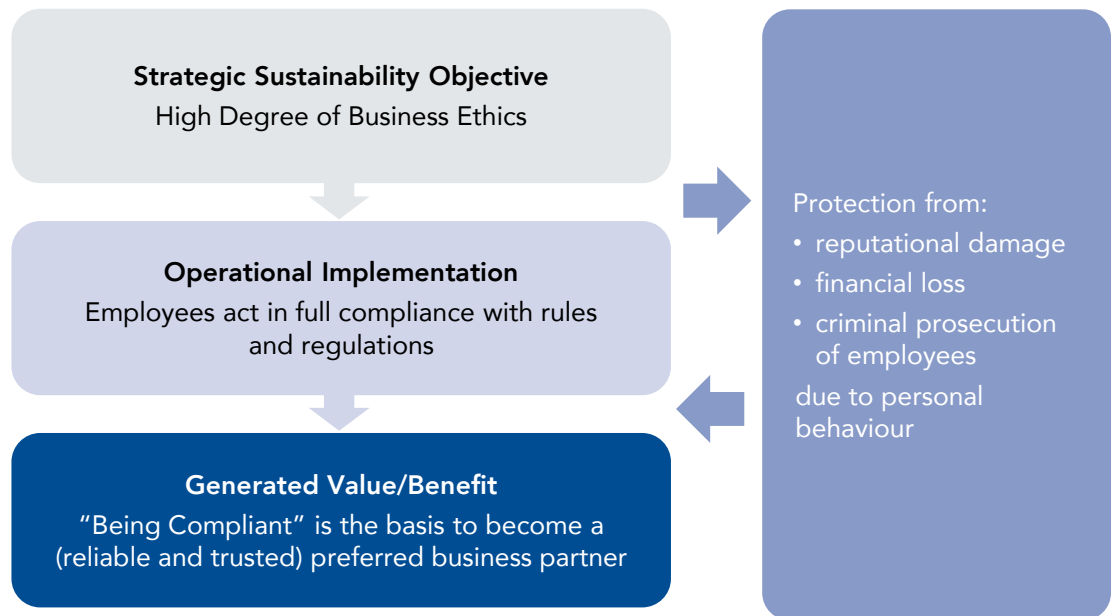 Strategic Sustainability Objective
High Degree of Business Ethics
Operational Implementation
Employees act in full compliance with rules
and regulations
Generated Value/Benefit
“Being Compliant” is the basis to become a
(reliable and trusted) preferred business partner
Protection from:
• reputational damage
• financial loss
• criminal prosecution
of employees
due to personal
behaviour